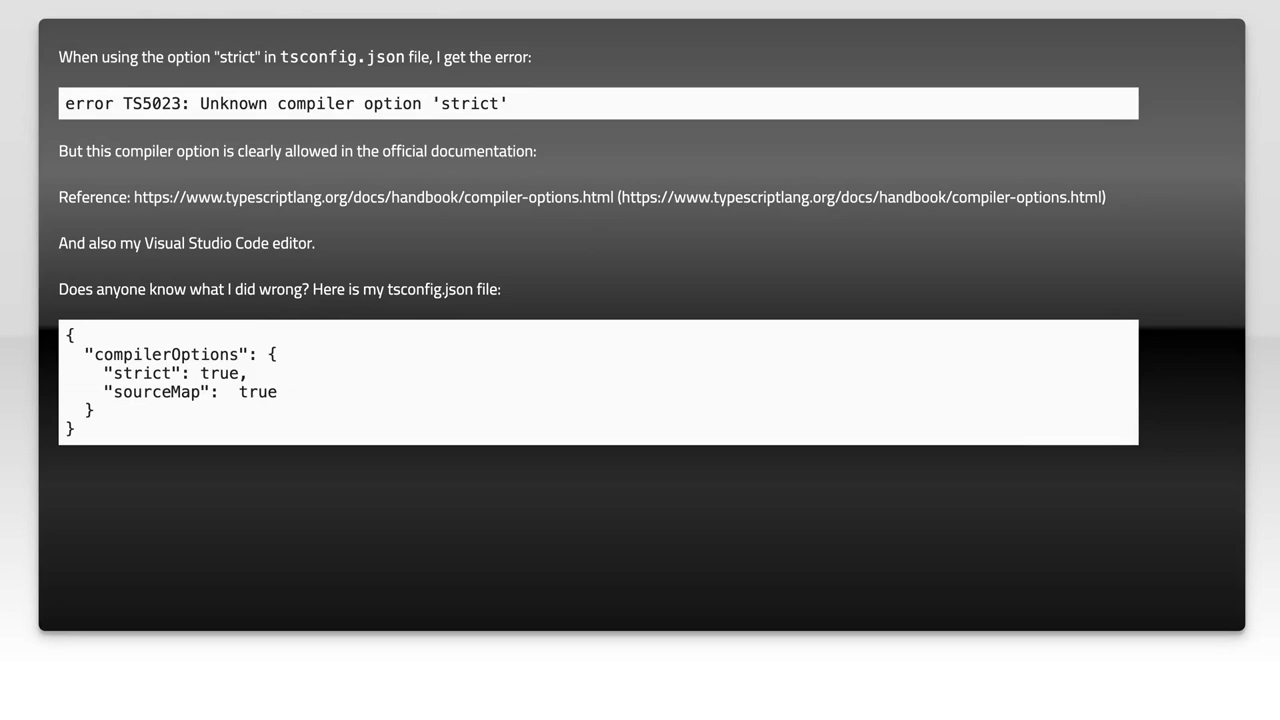 When using the option "strict" in tsconfig.json file, I get the error:
error TS5023: Unknown compiler option 'strict'
But this compiler option is clearly allowed in the official documentation:
Reference: https://www.typescriptlang.org/docs/handbook/compiler-options.html (https://www.typescriptlang.org/docs/handbook/compiler-options.html)
And also my Visual Studio Code editor.
Does anyone know what I did wrong? Here is my tsconfig.json file:
{
  "compilerOptions": {
    "strict": true,
    "sourceMap":  true
  }
}